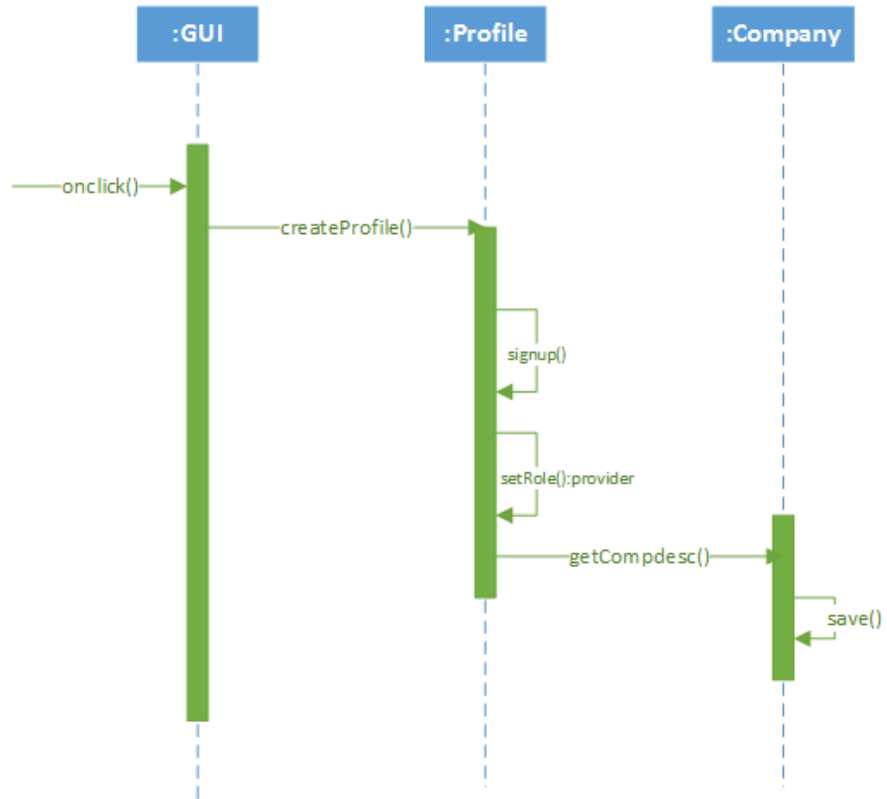 :GUI
:Profile
:Company
onclick()
createProfile()
signup()
setRole():provider
getCompdesc()
save()